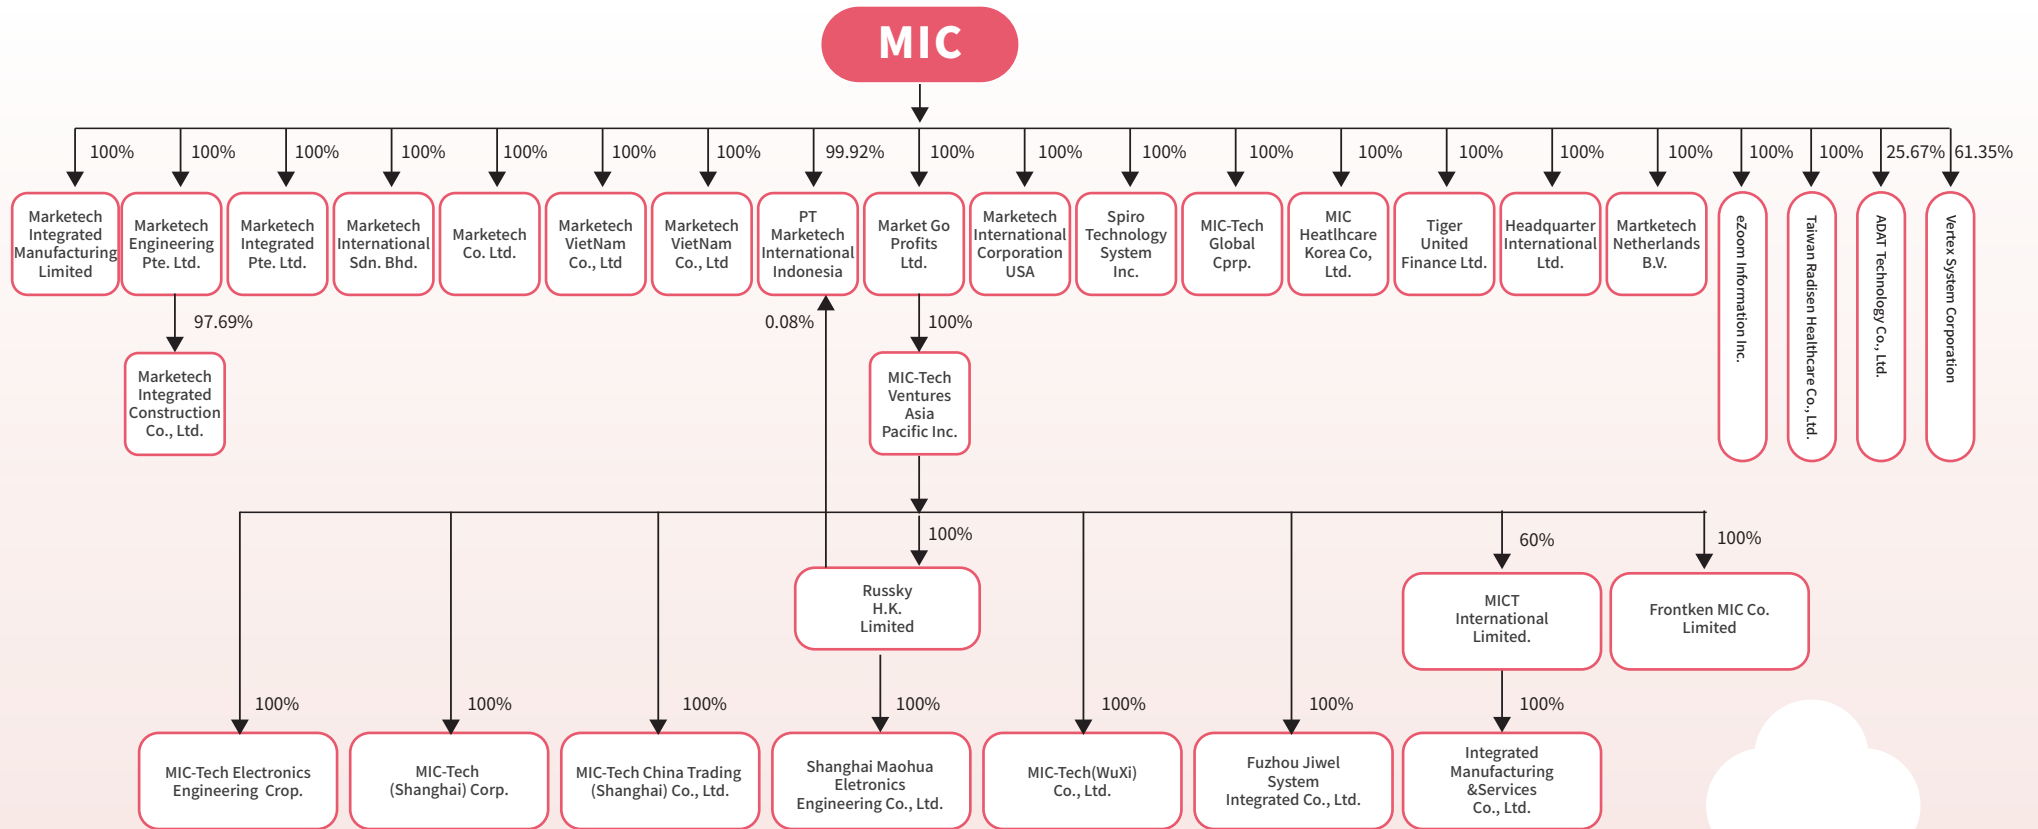 MIC
100%
100%
100%
100%
100%
100%
100%
99.92%
100%
100%
100%
100%
100%
100%
100%
100%
100%
100%
25.67%
61.35%
Marketech
Integrated
Manufacturing
Limited
Marketech
Engineering
Pte. Ltd.
Marketech
Integrated
Pte. Ltd.
Marketech
International
Sdn. Bhd.
Marketech
Co. Ltd.
Marketech
VietNam
Co., Ltd
Marketech
VietNam
Co., Ltd
PT
Marketech
International
Indonesia
Market Go
Profits
Ltd.
Marketech
International
Corporation
USA
Spiro
Technology
System
Inc.
MIC-Tech
Global
Cprp.
MIC
Heatlhcare
Korea Co,
Ltd.
Tiger
United
Finance Ltd.
Headquarter
International
Ltd.
Martketech
Netherlands
B.V.
eZoom Information Inc.
Taiwan Radisen Healthcare Co., Ltd.
ADAT Technology Co., Ltd.
Vertex System Corporation
97.69%
0.08%
100%
Marketech
Integrated
Construction
Co., Ltd.
MIC-Tech
Ventures
Asia
Pacific Inc.
100%
60%
100%
Russky
H.K.
Limited
MICT
International
Limited.
Frontken MIC Co.
Limited
100%
100%
100%
100%
100%
100%
100%
MIC-Tech Electronics
Engineering Crop.
MIC-Tech
(Shanghai) Corp.
MIC-Tech China Trading
(Shanghai) Co., Ltd.
Shanghai Maohua
Eletronics
Engineering Co., Ltd.
MIC-Tech(WuXi)
Co., Ltd.
Fuzhou Jiwel
System
Integrated Co., Ltd.
Integrated
Manufacturing
&Services
Co., Ltd.